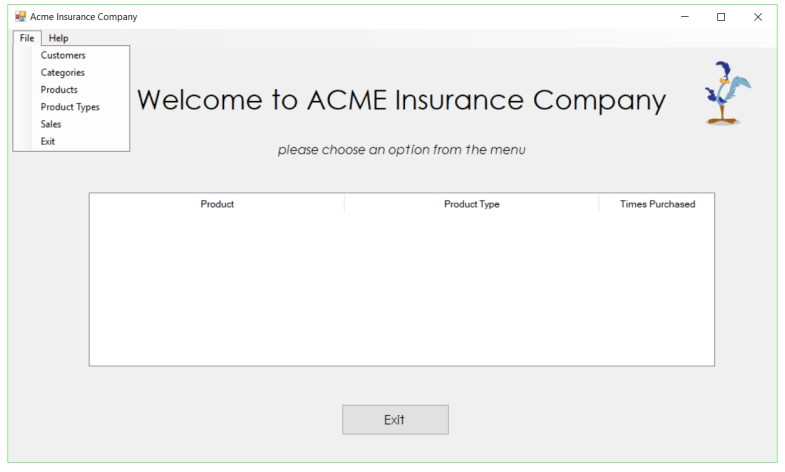 Acme Insurance Company
File Help
Customers
Categories
Products
Product Types
Sales
Exit
Welcome to ACME Insurance Company
please choose an option from the menu
Product Product Type Times Purchased
Exit